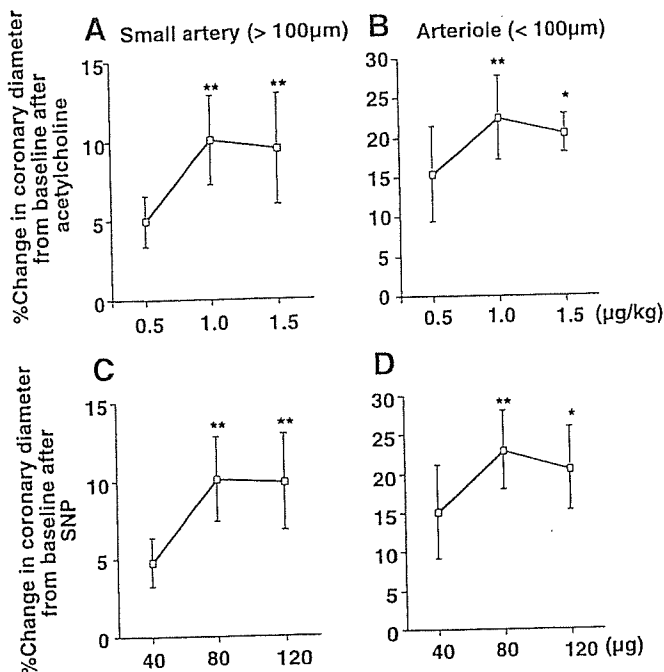 A Small artery (> 100μm)
%Change in coronary diameter
from baseline after
acetylcholine
15
10
5
0
**
**
0.5 1.0 1.5
B Arteriole (< 100μm)
30
25
20
15
10
5
0
**
*
0.5 1.0 1.5 (μg/kg)
C
%Change in coronary diameter
from baseline after
SNP
15
10
5
0
**
**
40 80 120
D
30
25
20
15
10
5
0
**
*
40 80 120 (μg)